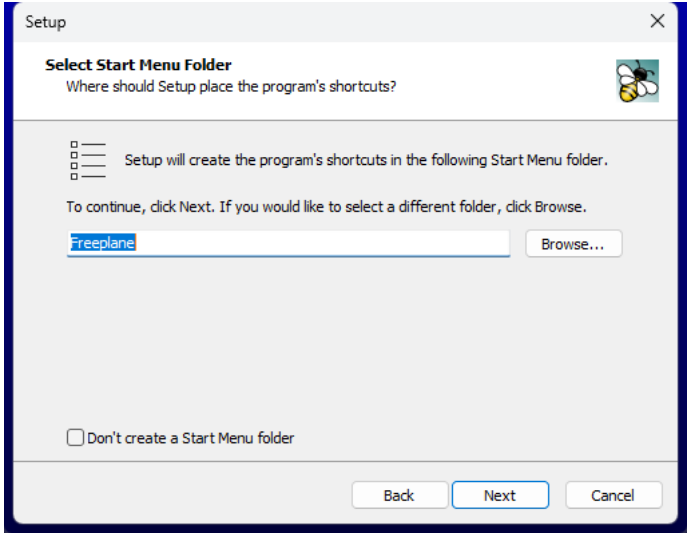 Setup
Select Start Menu Folder
Where should Setup place the program's shortcuts?
Setup will create the program's shortcuts in the following Start Menu folder.
To continue, click Next. If you would like to select a different folder, click Browse.
Freeplane
Browse...
Don't create a Start Menu folder
Back
Next
Cancel